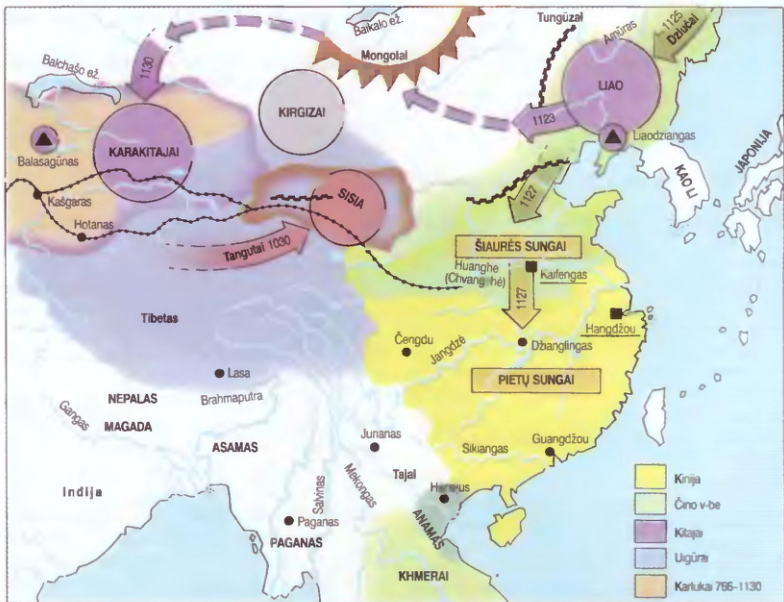 Baikalo ež.
Tungūzai
1125
Džučai
Mongolai
Amūras
Balchašo ež.
1130
KIRGIZAI
LIAO
1123
Liaodziangas
KARAKITAJAI
Balasagūnas
KAO LI
JAPONIJA
1127
SISIA
Kašgaras
Hotanas
Tangutai 1030
ŠIAURĖS SUNGAI
Huanghe
(Chvang hė)
Kaifengas
1127
Hangdžou
Tibetas
Čengdu
Jangdzė
Džianglingas
Lasa
PIETŲ SUNGAI
NEPALAS
Brahmaputra
Gangas
MAGADA
Junanas
Sikiangas
Guangdžou
ASAMAS
Tajai
Indija
Mekongas
Salvinas
Paganas
ANAMAS
PAGANAS
KHMERAI
Kinija
Čino v-bė
Kitajai
Uigūrai
Karlukai 766-1130